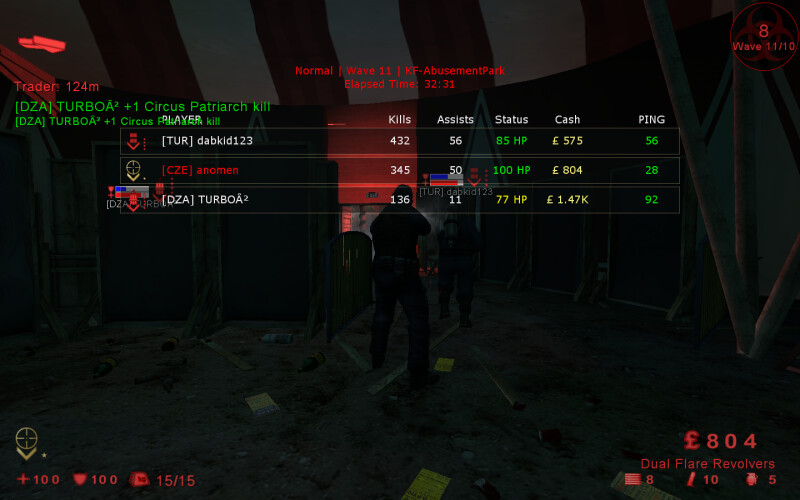 8
Wave 11/10
Normal | Wave 11 | KF-AbusementPark
Elapsed Time: 32:31
Trader: 124m
[DZA] TURBOÂ² +1 Circus Patriarch kill
[DZA] TURBOÂ² +1 Circus Patriarch kill
PLAYER Kills Assists Status Cash PING
[TUR] dabkid123 432 56 85 HP £ 575 56
[CZE] anomen 345 50 100 HP £ 804 28
[TUR] dabkid123
[DZA] TURBOÂ² 136 11 77 HP £ 1.47K 92
£804
Dual Flare Revolvers
100 100 15/15
8 10 5